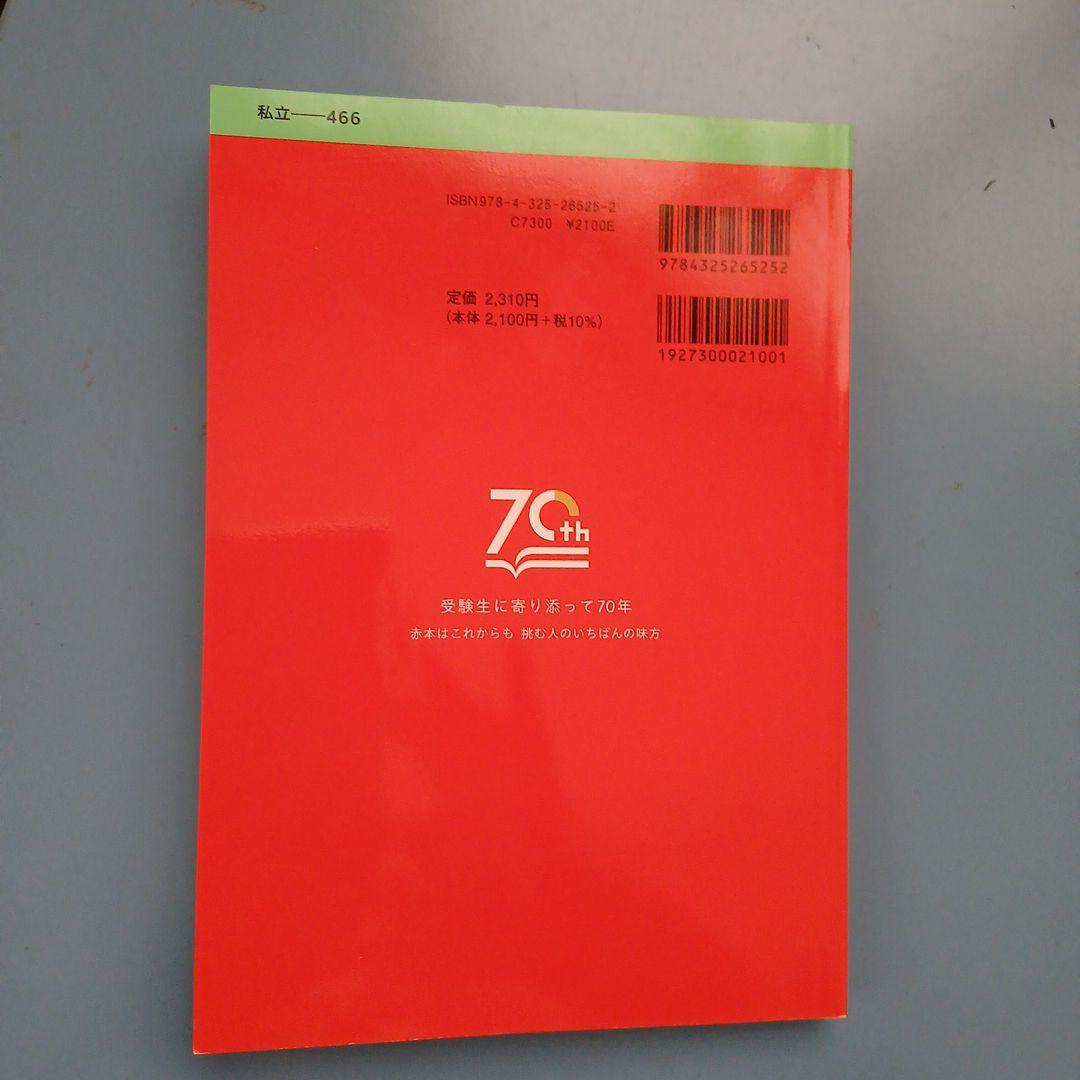 私立――466
ISBN978-4-325-26525-2
C7300 ¥2100E
9784325265252
定価 2,310円
(本体 2,100円+税10%)
1927300021001
70th
受験生に寄り添って70年
赤本はこれからも 挑む人のいちばんの味方